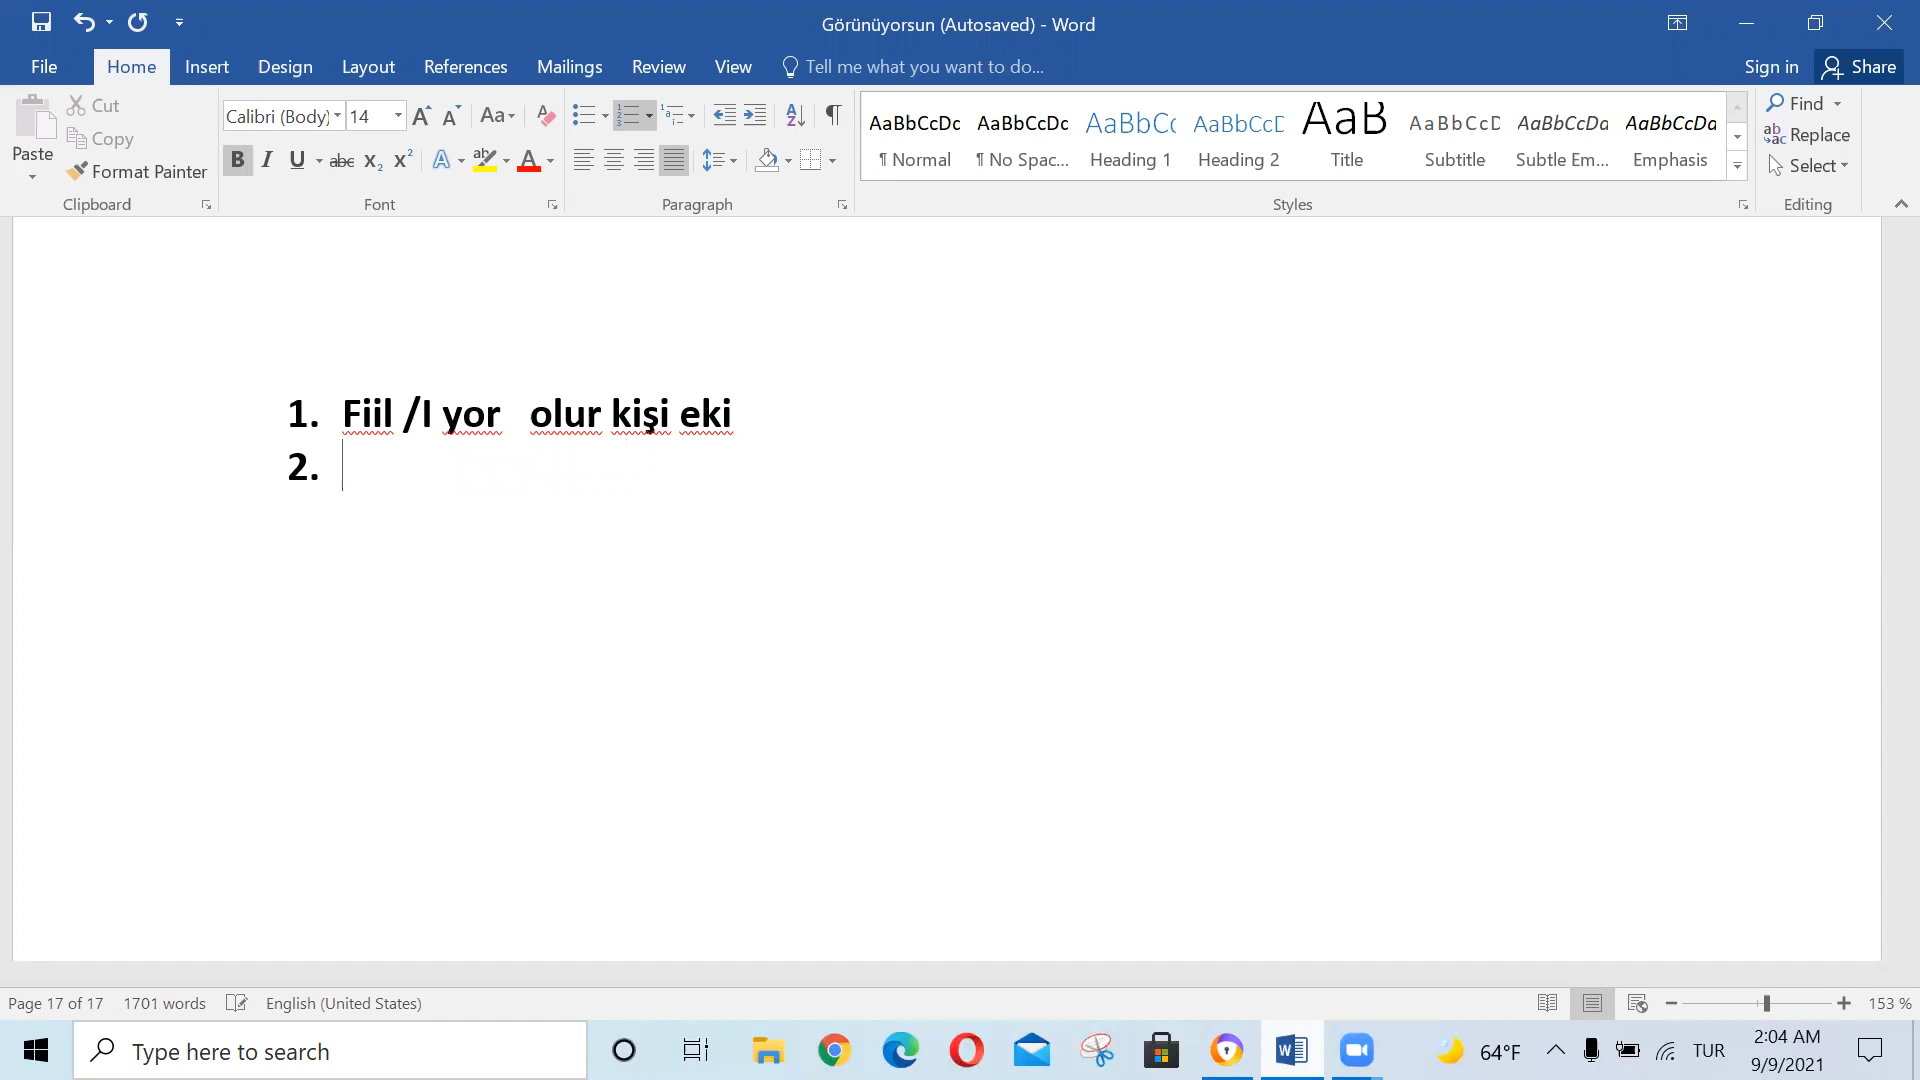 Görünüyorsun (Autosaved) - Word
File Home Insert Design Layout References Mailings Review View Tell me what you want to do... Sign in Share
Paste
Cut
Copy
Format Painter
Clipboard
Calibri (Body) 14
Font
Paragraph
AaBbCcDc AaBbCcDc AaBbCc AaBbCcD AaB AaBbCcD AaBbCcDa AaBbCcDa
¶ Normal ¶ No Spac... Heading 1 Heading 2 Title Subtitle Subtle Em... Emphasis
Styles
Find
Replace
Select
Editing
1. Fiil /I yor olur kişi eki
2.
Page 17 of 17 1701 words English (United States) 153 %
Type here to search
64°F TUR 2:04 AM
9/9/2021